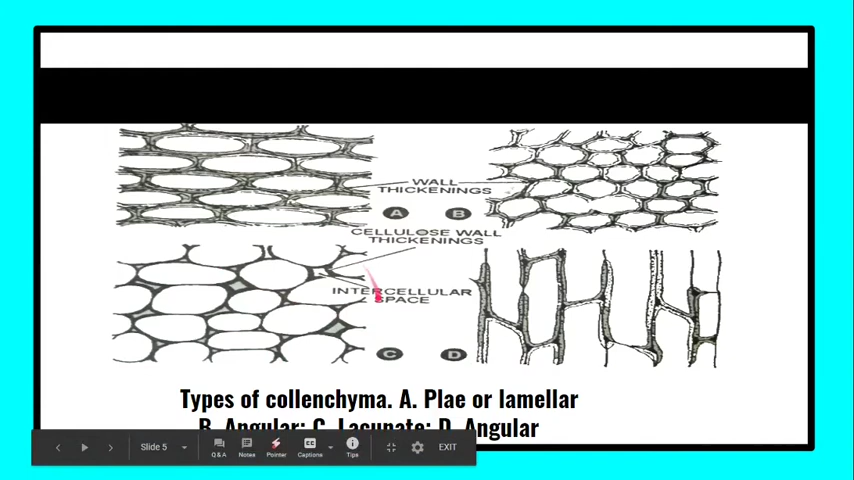 WALL
THICKENINGS
A B
CELLULOSE WALL
THICKENINGS
INTERCELLULAR
SPACE
C D
Types of collenchyma. A. Plae or lamellar
B. Angular; C. Lacunate; D. Angular
Slide 5
Q&A Notes Pointer Captions Tips EXIT